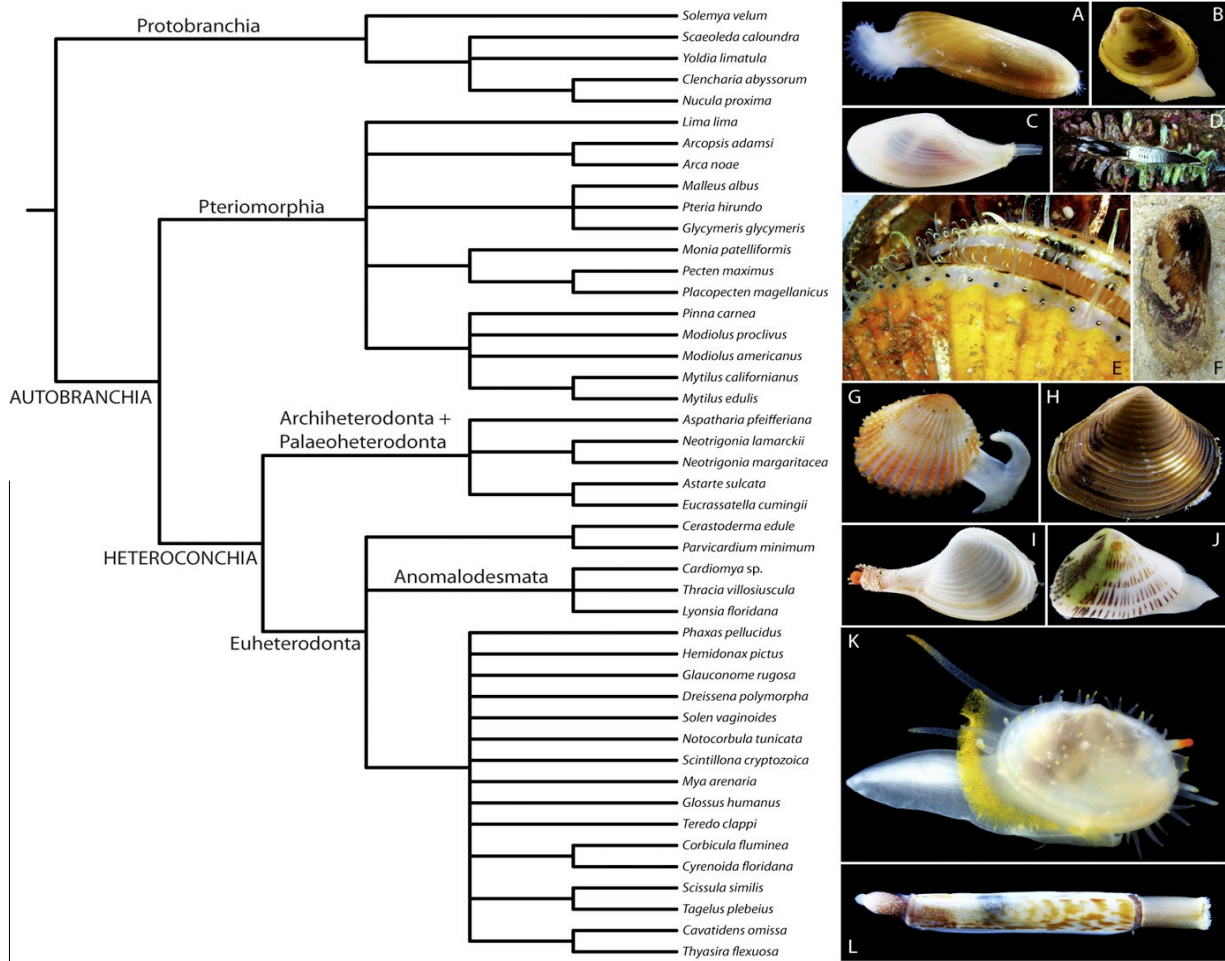 Protobranchia
Solemya velum
Scaeoleda caloundra
Yoldia limatula
Clencharia abyssorum
Nucula proxima
Pteriomorphia
Lima lima
Arcopsis adamsi
Arca noae
Malleus albus
Pteria hirundo
Glycymeris glycymeris
Monia patelliformis
Pecten maximus
Placopecten magellanicus
Pinna carnea
Modiolus proclivus
Modiolus americanus
Mytilus californianus
Mytilus edulis
AUTOBRANCHIA
Archiheterodonta +
Palaeoheterodonta
Aspatharia pfeifferiana
Neotrigonia lamarckii
Neotrigonia margaritacea
Astarte sulcata
Eucrassatella cumingii
HETEROCONCHIA
Cerastoderma edule
Parvicardium minimum
Anomalodesmata
Cardiomya sp.
Thracia villosiuscula
Lyonsia floridana
Euheterodonta
Phaxas pellucidus
Hemidonax pictus
Glauconome rugosa
Dreissena polymorpha
Solen vaginoides
Notocorbula tunicata
Scintillona cryptozoica
Mya arenaria
Glossus humanus
Teredo clappi
Corbicula fluminea
Cyrenoida floridana
Scissula similis
Tagelus plebeius
Cavatidens omissa
Thyasira flexuosa
A
B
C
D
E
F
G
H
I
J
K
L